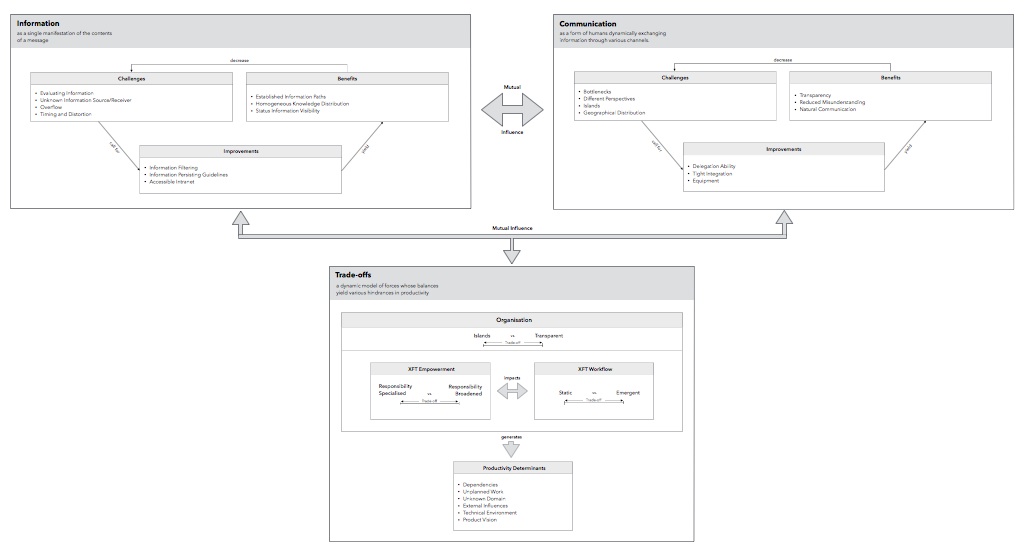 Information
as a single manifestation of the contents
of a message.
decrease
Challenges
• Evaluating Information
• Unknown Information Source/Receiver
• Overflow
• Timing and Distortion
Benefits
• Established Information Paths
• Homogeneous Knowledge Distribution
• Status Information Visibility
call for
yield
Improvements
• Information Filtering
• Information Persisting Guidelines
• Accessible Intranet
Mutual
Influence
Communication
as a form of humans dynamically exchanging
information through various channels.
decrease
Challenges
• Bottlenecks
• Different Perspectives
• Islands
• Geographical Distribution
Benefits
• Transparency
• Reduced Misunderstanding
• Natural Communication
call for
yield
Improvements
• Delegation Ability
• Tight Integration
• Equipment
Mutual Influence
Trade-offs
a dynamic model of forces whose balances
yield various hindrances in productivity
Organisation
Islands vs Transparent
Trade-off
XFT Empowerment
Responsibility Responsibility
Specialised vs Broadened
Trade-off
impacts
XFT Workflow
Static vs Emergent
Trade-off
generates
Productivity Determinants
• Dependencies
• Unplanned Work
• Unknown Domain
• External Influences
• Technical Environment
• Product Vision